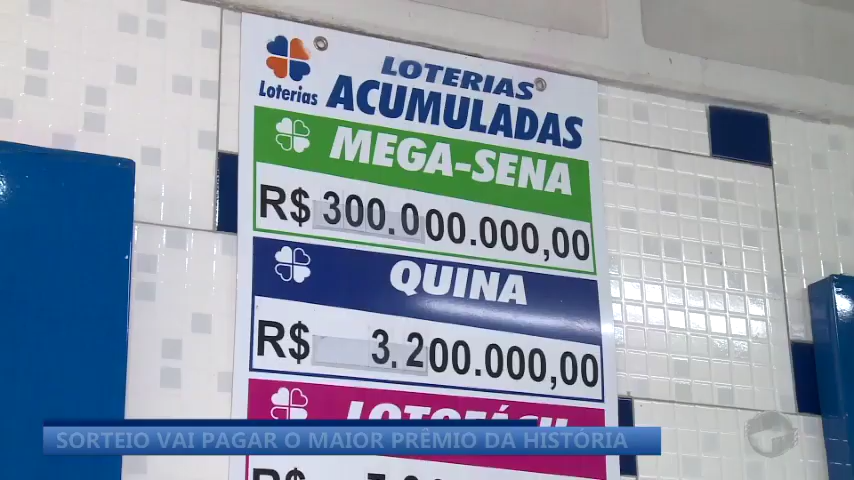 Loterias
LOTERIAS
ACUMULADAS
MEGA-SENA
R$ 300.000.000,00
QUINA
R$ 3.200.000,00
LOTOFÁCIL
R$
SORTEIO VAI PAGAR O MAIOR PRÊMIO DA HISTÓRIA